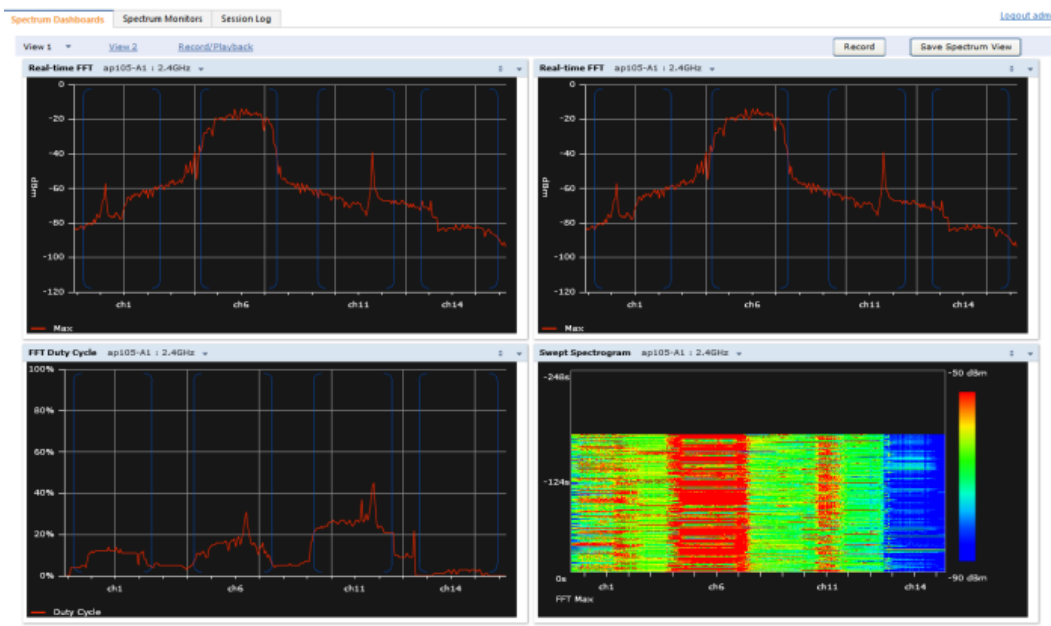 Spectrum Dashboards Spectrum Monitors Session Log Logout adm
View 1 View 2 Record/Playback Record Save Spectrum View
Real-time FFT ap105-A1 : 2.4GHz
0
-20
-40
-60
-80
-100
-120
dBm
ch1 ch6 ch11 ch14
Max
Real-time FFT ap105-A1 : 2.4GHz
0
-20
-40
-60
-80
-100
-120
dBm
ch1 ch6 ch11 ch14
Max
FFT Duty Cycle ap105-A1 : 2.4GHz
100%
80%
60%
40%
20%
0%
ch1 ch6 ch11 ch14
Duty Cycle
Swept Spectrogram ap105-A1 : 2.4GHz
-248s
-124s
0s
ch1 ch6 ch11 ch14
FFT Max
-50 dBm
-90 dBm